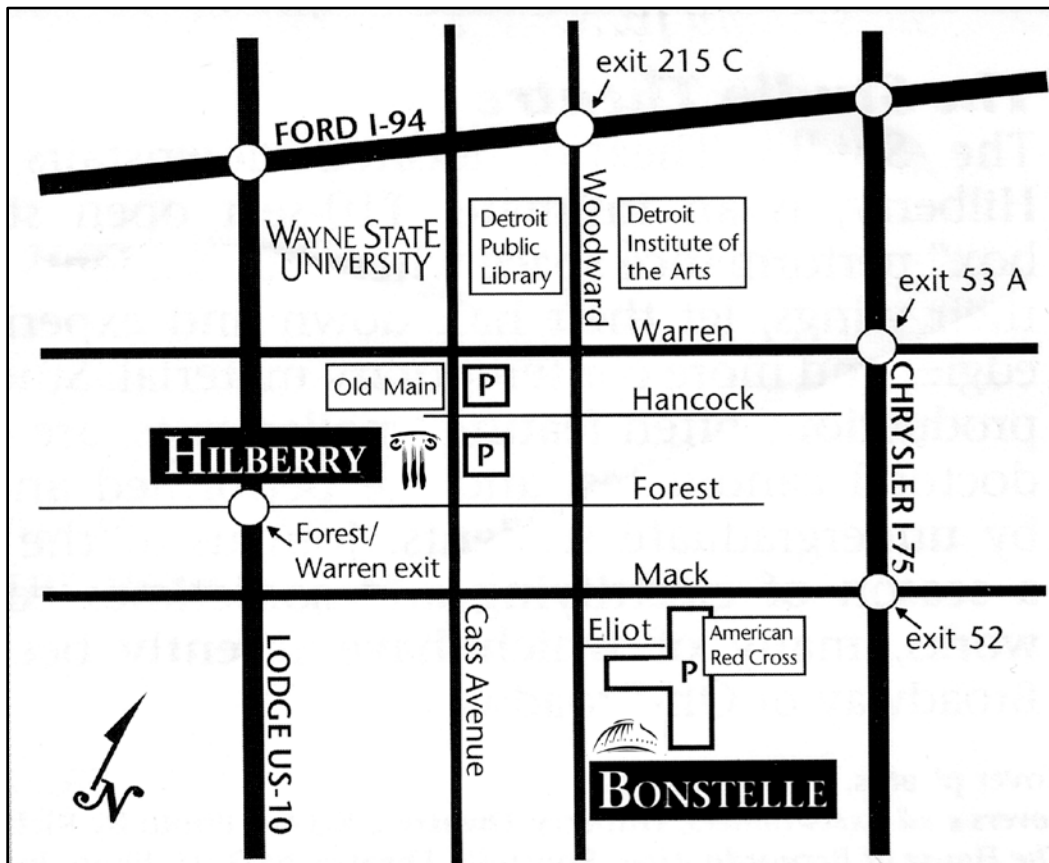 exit 215 C
FORD I-94
Woodward
WAYNE STATE
UNIVERSITY
Detroit
Public
Library
Detroit
Institute of
the Arts
exit 53 A
Warren
Old Main
P
Hancock
CHRYSLER I-75
HILBERRY
P
Forest
Forest/
Warren exit
Mack
LODGE US-10
Cass Avenue
Eliot
P
American
Red Cross
exit 52
N
BONSTELLE